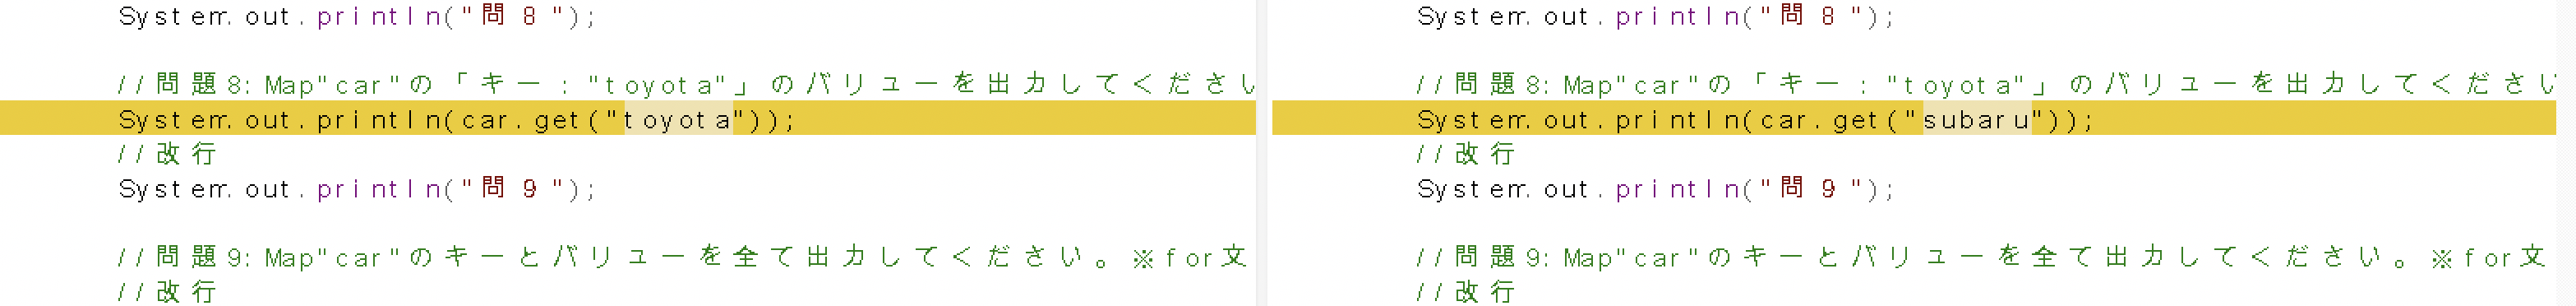 System.out.println("問８");
//問題8: Map"car"の「キー："toyota"」のバリューを出力してください
System.out.println(car.get("toyota"));
//改行
System.out.println("問９");
//問題9: Map"car"のキーとバリューを全て出力してください。※for文
//改行
System.out.println("問８");
//問題8: Map"car"の「キー："toyota"」のバリューを出力してくださ
System.out.println(car.get("subaru"));
//改行
System.out.println("問９");
//問題9: Map"car"のキーとバリューを全て出力してください。※for文
//改行